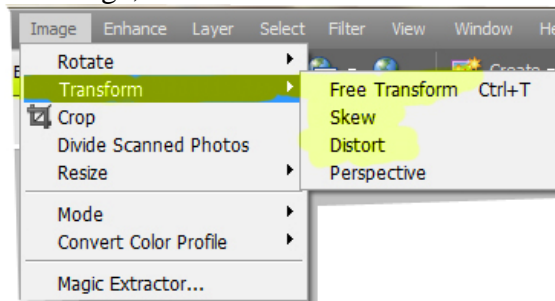 Image Enhance Layer Select Filter View Window
Rotate
Transform
Crop
Divide Scanned Photos
Resize
Mode
Convert Color Profile
Magic Extractor...
Create
Free Transform Ctrl+T
Skew
Distort
Perspective